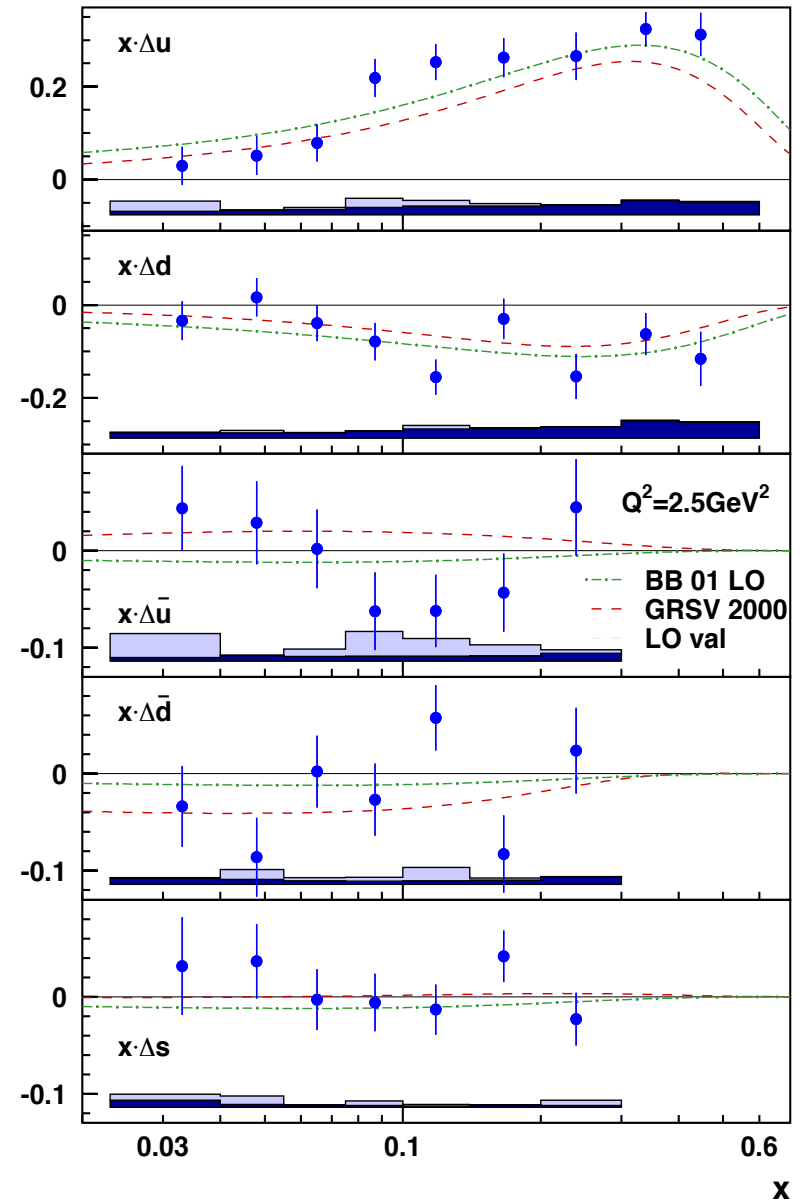 x·Δu
0.2
0
x·Δd
0
-0.2
Q²=2.5GeV²
0
BB 01 LO
GRSV 2000
LO val
x·Δū
-0.1
x·Δd̄
0
-0.1
0
x·Δs
-0.1
0.03 0.1 0.6
x